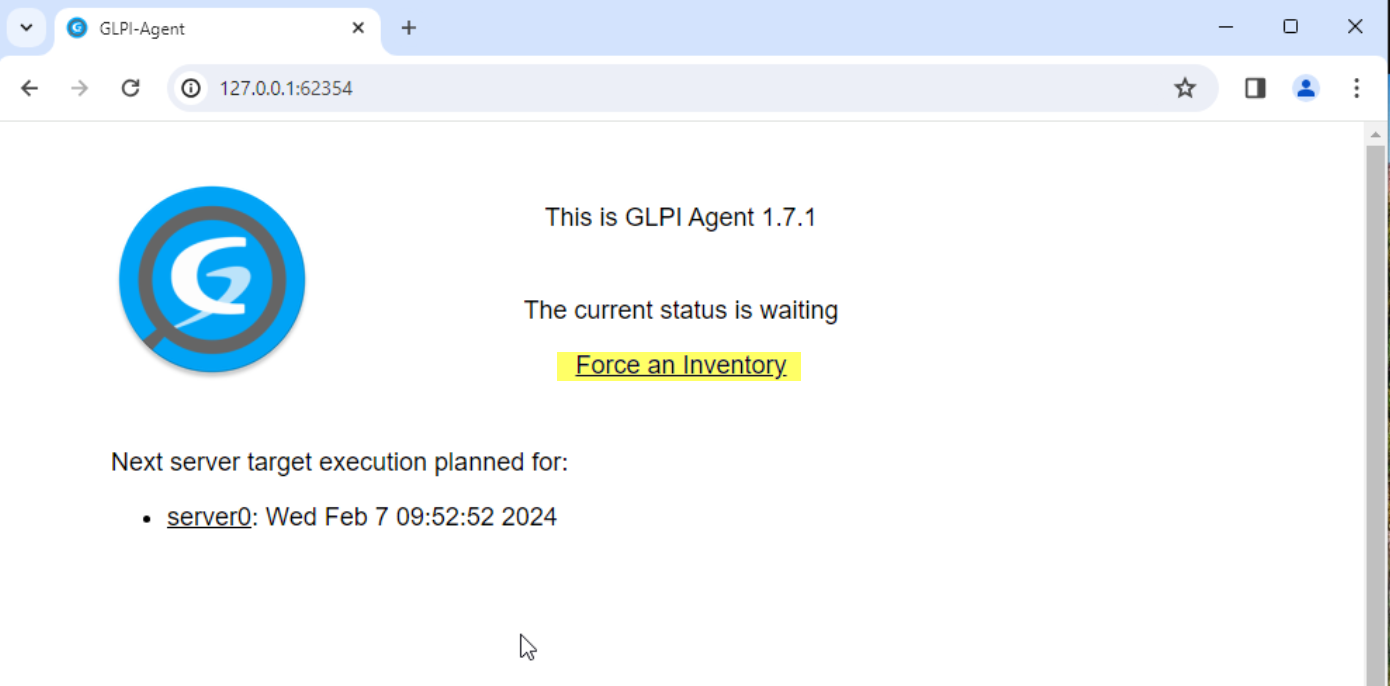 GLPI-Agent
127.0.0.1:62354
This is GLPI Agent 1.7.1
The current status is waiting
Force an Inventory
Next server target execution planned for:
server0: Wed Feb 7 09:52:52 2024